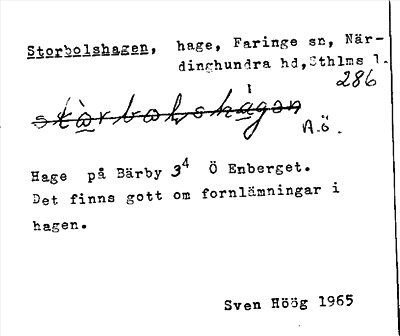 Storbolshagen, hage, Faringe sn, När-
dinghundra hd, Sthlms l.
286
A.ö.
Hage på Bärby 3⁴ Ö Enberget.
Det finns gott om fornlämningar i
hagen.
Sven Höög 1965